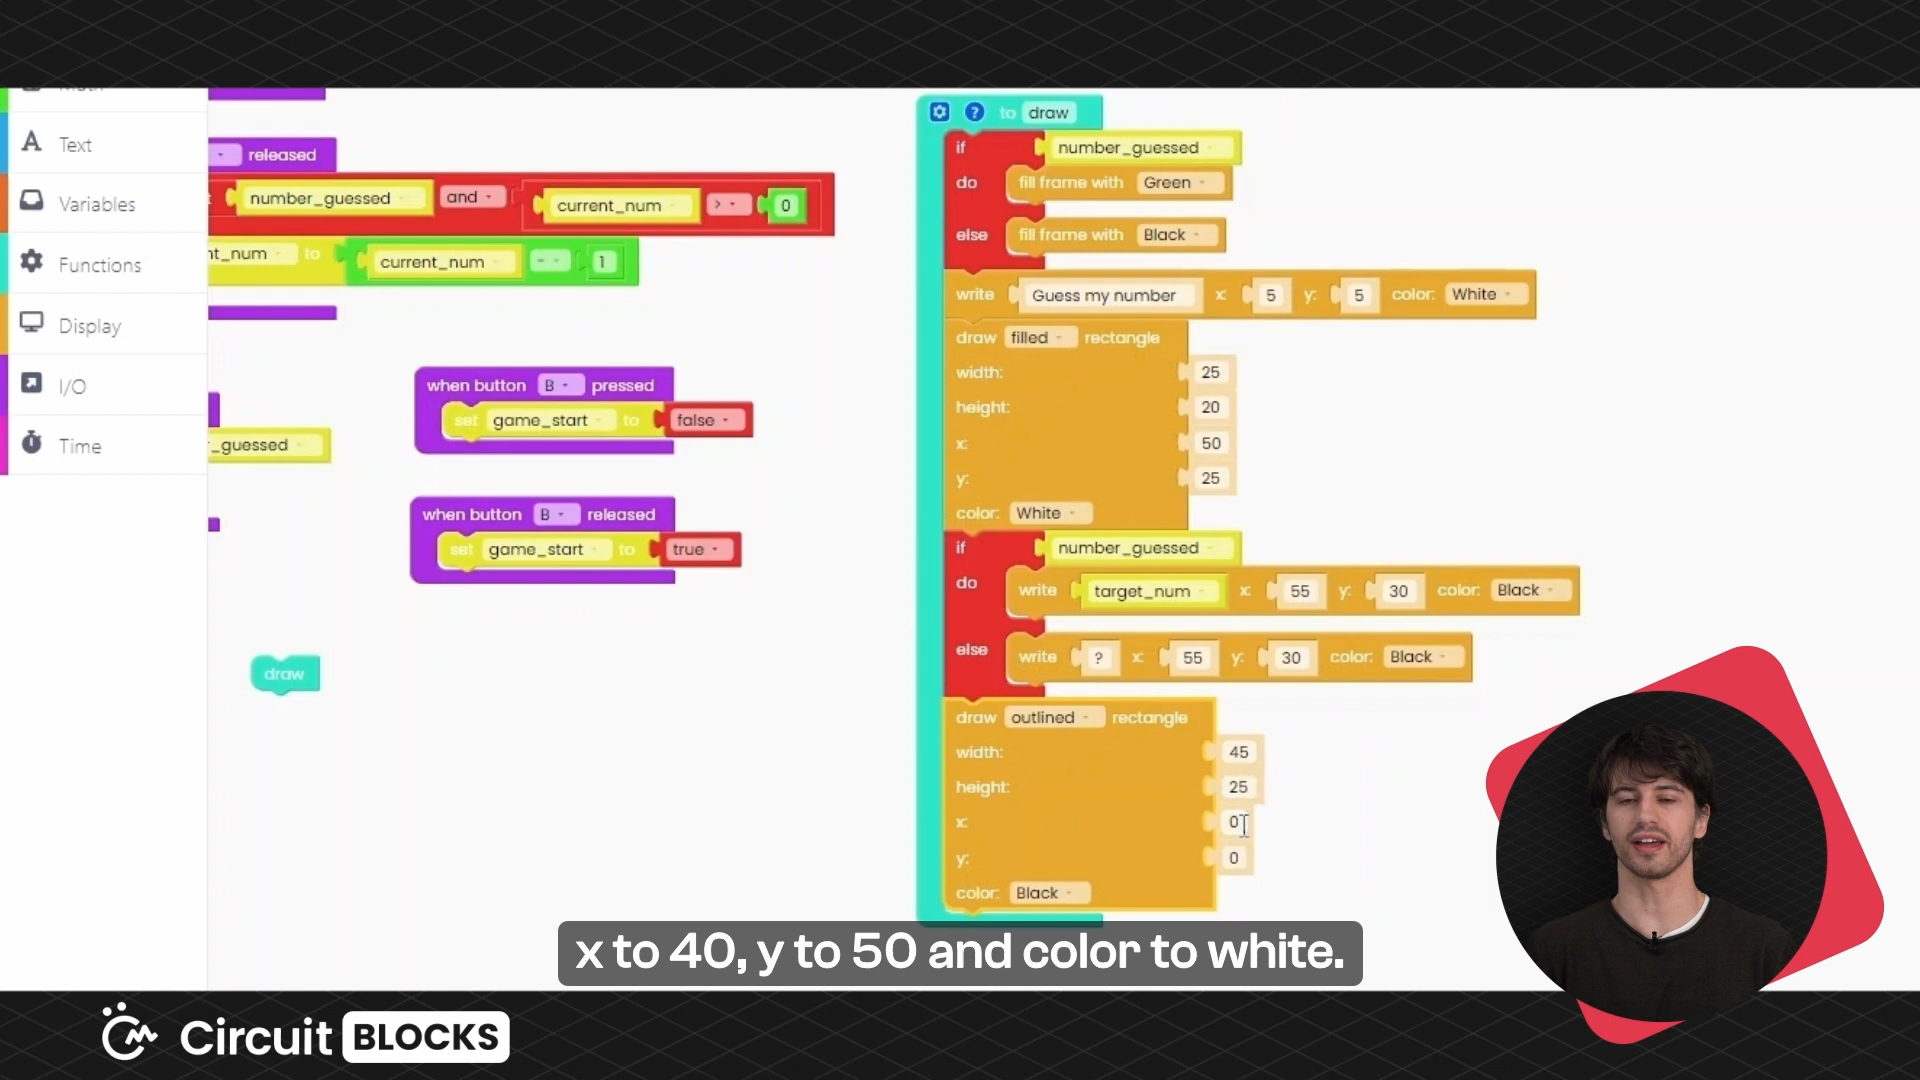 Text
Variables
Functions
Display
I/O
Time
released
number_guessed and current_num > 0
nt_num to current_num - 1
_guessed
when button B pressed
set game_start to false
when button B released
set game_start to true
draw
to draw
if number_guessed
do fill frame with Green
else fill frame with Black
write Guess my number x: 5 y: 5 color: White
draw filled rectangle
width: 25
height: 20
x: 50
y: 25
color: White
if number_guessed
do write target_num x: 55 y: 30 color: Black
else write ? x: 55 y: 30 color: Black
draw outlined rectangle
width: 45
height: 25
x: 0
y: 0
color: Black
x to 40, y to 50 and color to white.
Circuit BLOCKS